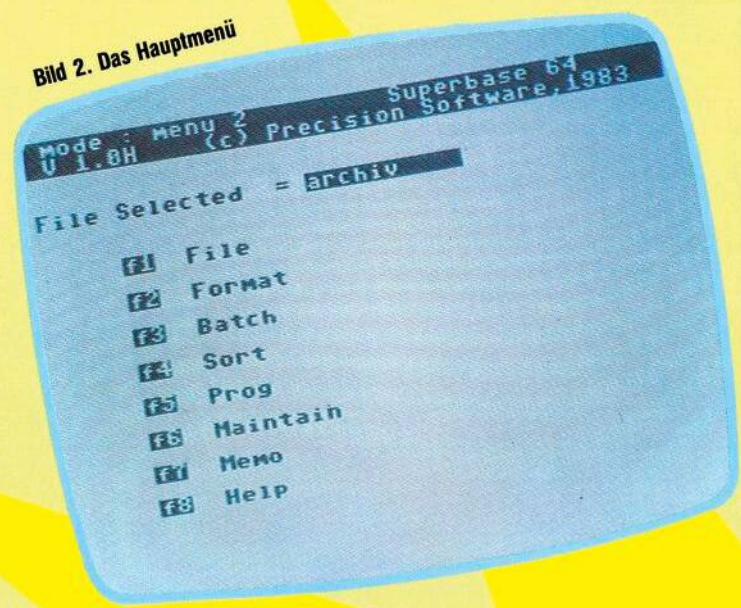 Bild 2. Das Hauptmenü
Mode : menu 2 Superbase 64
V 1.0H (c) Precision Software,1983
File Selected = archiv
f1 File
f2 Format
f3 Batch
f4 Sort
f5 Prog
f6 Maintain
f7 Memo
f8 Help